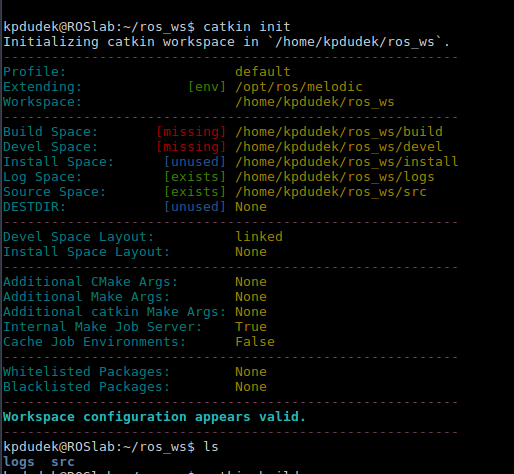 kpdudek@ROSlab:~/ros_ws$ catkin init
Initializing catkin workspace in `/home/kpdudek/ros_ws`.
--------------------------------------------------------------
Profile:                     default
Extending:             [env] /opt/ros/melodic
Workspace:                   /home/kpdudek/ros_ws
--------------------------------------------------------------
Build Space:       [missing] /home/kpdudek/ros_ws/build
Devel Space:       [missing] /home/kpdudek/ros_ws/devel
Install Space:      [unused] /home/kpdudek/ros_ws/install
Log Space:          [exists] /home/kpdudek/ros_ws/logs
Source Space:       [exists] /home/kpdudek/ros_ws/src
DESTDIR:            [unused] None
--------------------------------------------------------------
Devel Space Layout:          linked
Install Space Layout:        None
--------------------------------------------------------------
Additional CMake Args:       None
Additional Make Args:        None
Additional catkin Make Args: None
Internal Make Job Server:    True
Cache Job Environments:      False
--------------------------------------------------------------
Whitelisted Packages:        None
Blacklisted Packages:        None
--------------------------------------------------------------
Workspace configuration appears valid.
--------------------------------------------------------------
kpdudek@ROSlab:~/ros_ws$ ls
logs  src